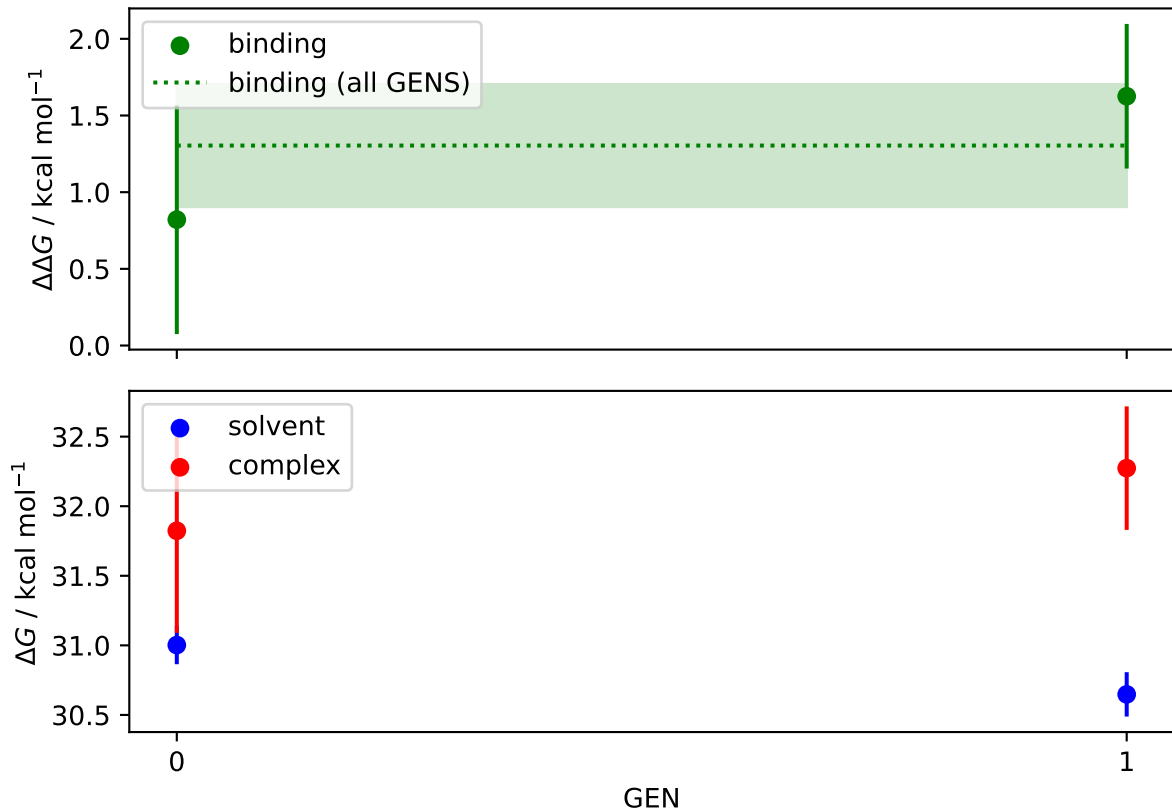 2.0
1.5
1.0
0.5
0.0
ΔΔG / kcal mol⁻¹
binding
binding (all GENS)
32.5
32.0
31.5
31.0
30.5
ΔG / kcal mol⁻¹
solvent
complex
0
1
GEN